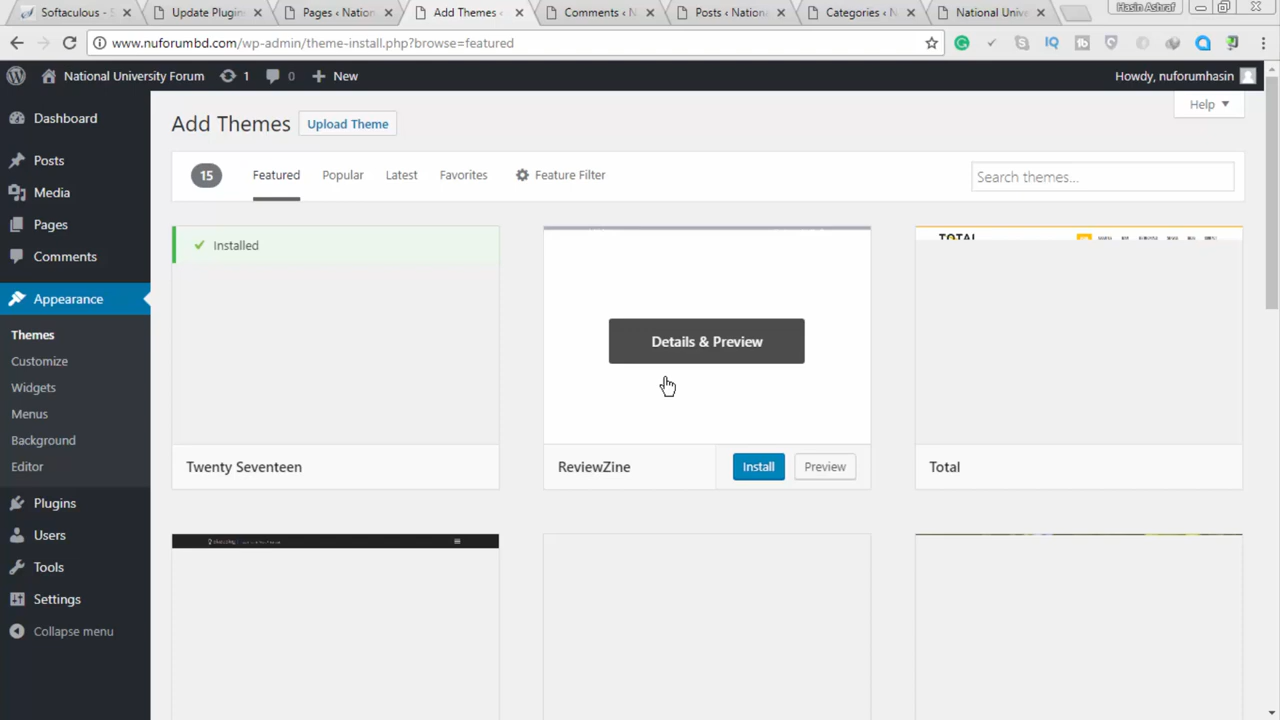 Softaculous - S
Update Plugin
Pages ‹ Nation
Add Themes ‹
Comments ‹ N
Posts ‹ Nation
Categories ‹ N
National Unive
Hasin Ashraf
www.nuforumbd.com/wp-admin/theme-install.php?browse=featured
National University Forum 1 0 New
Howdy, nuforumhasin
Help
Dashboard
Posts
Media
Pages
Comments
Appearance
Themes
Customize
Widgets
Menus
Background
Editor
Plugins
Users
Tools
Settings
Collapse menu
Add Themes Upload Theme
15 Featured Popular Latest Favorites Feature Filter
Search themes...
Installed
Twenty Seventeen
Details & Preview
ReviewZine Install Preview
TOTAL
Total